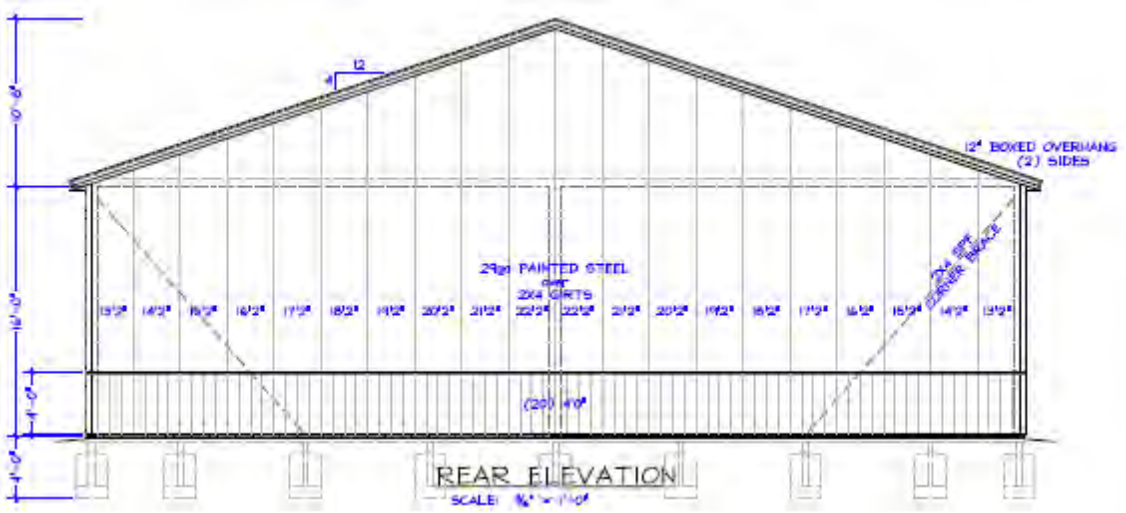 12
4
12" BOXED OVERHANG
(2) SIDES
10'-8"
2X4 SPF
CORNER BRACE
29ga PAINTED STEEL
over
2X4 GIRTS
13'2" 14'2" 15'2" 16'2" 17'2" 18'2" 19'2" 20'2" 21'2" 22'2" 22'2" 21'2" 20'2" 19'2" 18'2" 17'2" 16'2" 15'2" 14'2" 13'2"
16'-0"
4'-0"
(20) 4'0"
4'-0"
REAR ELEVATION
SCALE: = 1'-0"